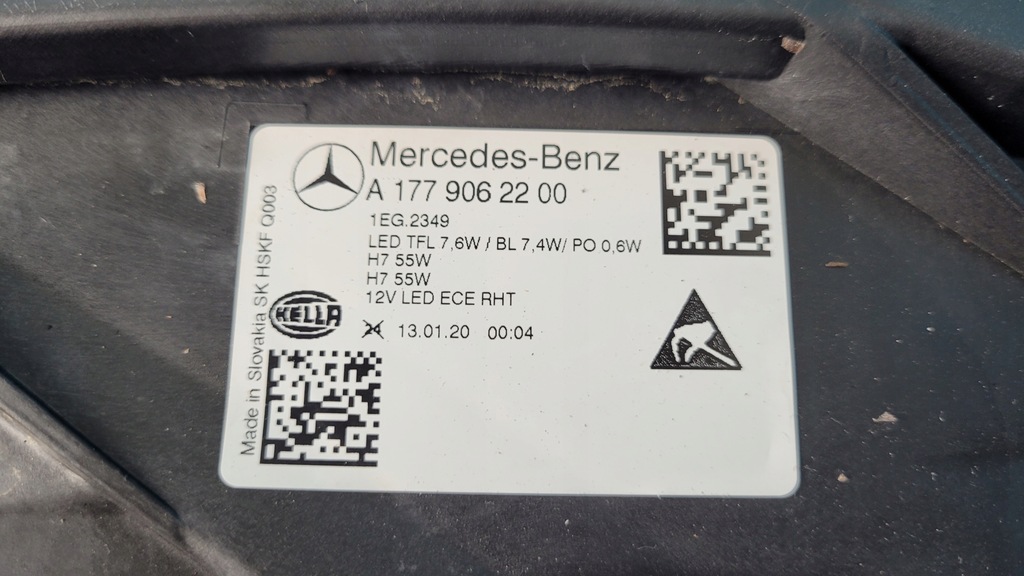 Mercedes-Benz
A 177 906 22 00
1EG.2349
LED TFL 7,6W / BL 7,4W/ PO 0,6W
H7 55W
H7 55W
12V LED ECE RHT
HELLA
24 13.01.20 00:04
Made in Slovakia SK HSKF Q003